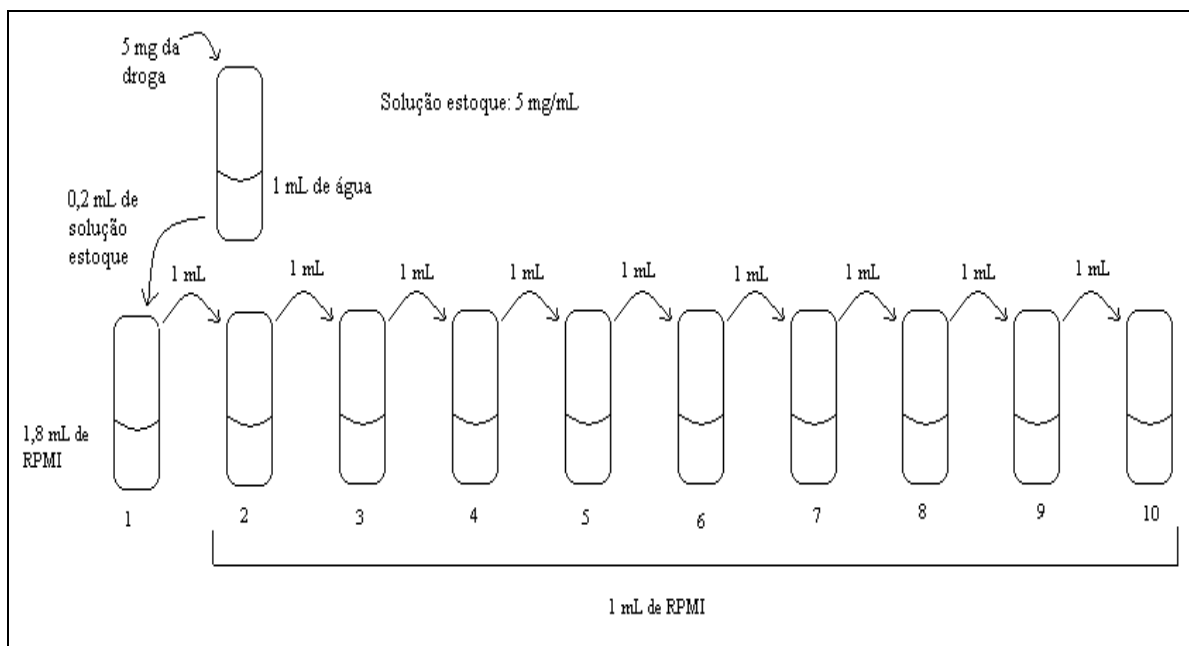 5 mg da
droga
Solução estoque: 5 mg/mL
1 mL de água
0,2 mL de
solução
estoque
1 mL
1 mL
1 mL
1 mL
1 mL
1 mL
1 mL
1 mL
1 mL
1,8 mL de
RPMI
1
2
3
4
5
6
7
8
9
10
1 mL de RPMI